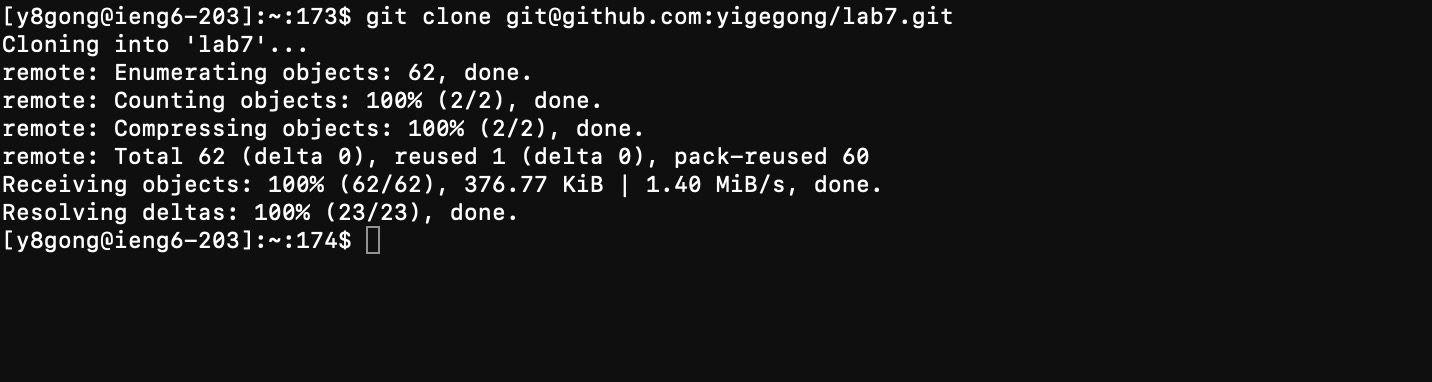 [y8gong@ieng6-203]:~:173$ git clone git@github.com:yigegong/lab7.git
Cloning into 'lab7'...
remote: Enumerating objects: 62, done.
remote: Counting objects: 100% (2/2), done.
remote: Compressing objects: 100% (2/2), done.
remote: Total 62 (delta 0), reused 1 (delta 0), pack-reused 60
Receiving objects: 100% (62/62), 376.77 KiB | 1.40 MiB/s, done.
Resolving deltas: 100% (23/23), done.
[y8gong@ieng6-203]:~:174$